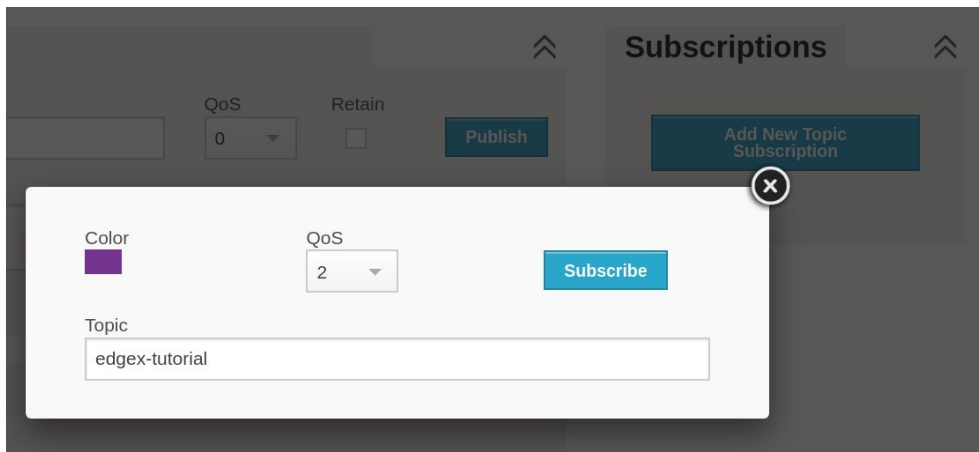 Subscriptions
QoS
Retain
0
Publish
Add New Topic
Subscription
Color
QoS
2
Subscribe
Topic
edgex-tutorial